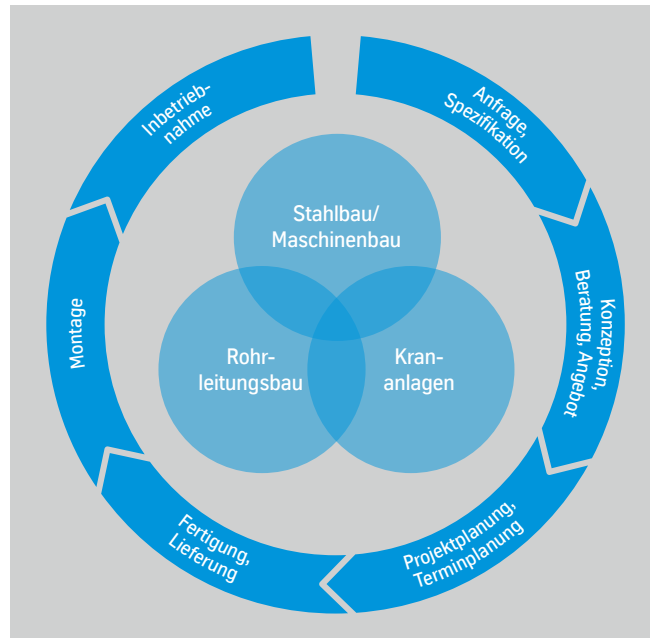 Anfrage,
Spezifikation
Konzeption,
Beratung, Angebot
Projektplanung,
Terminplanung
Fertigung,
Lieferung
Montage
Inbetrieb-
nahme
Stahlbau/
Maschinenbau
Rohr-
leitungsbau
Kran-
anlagen